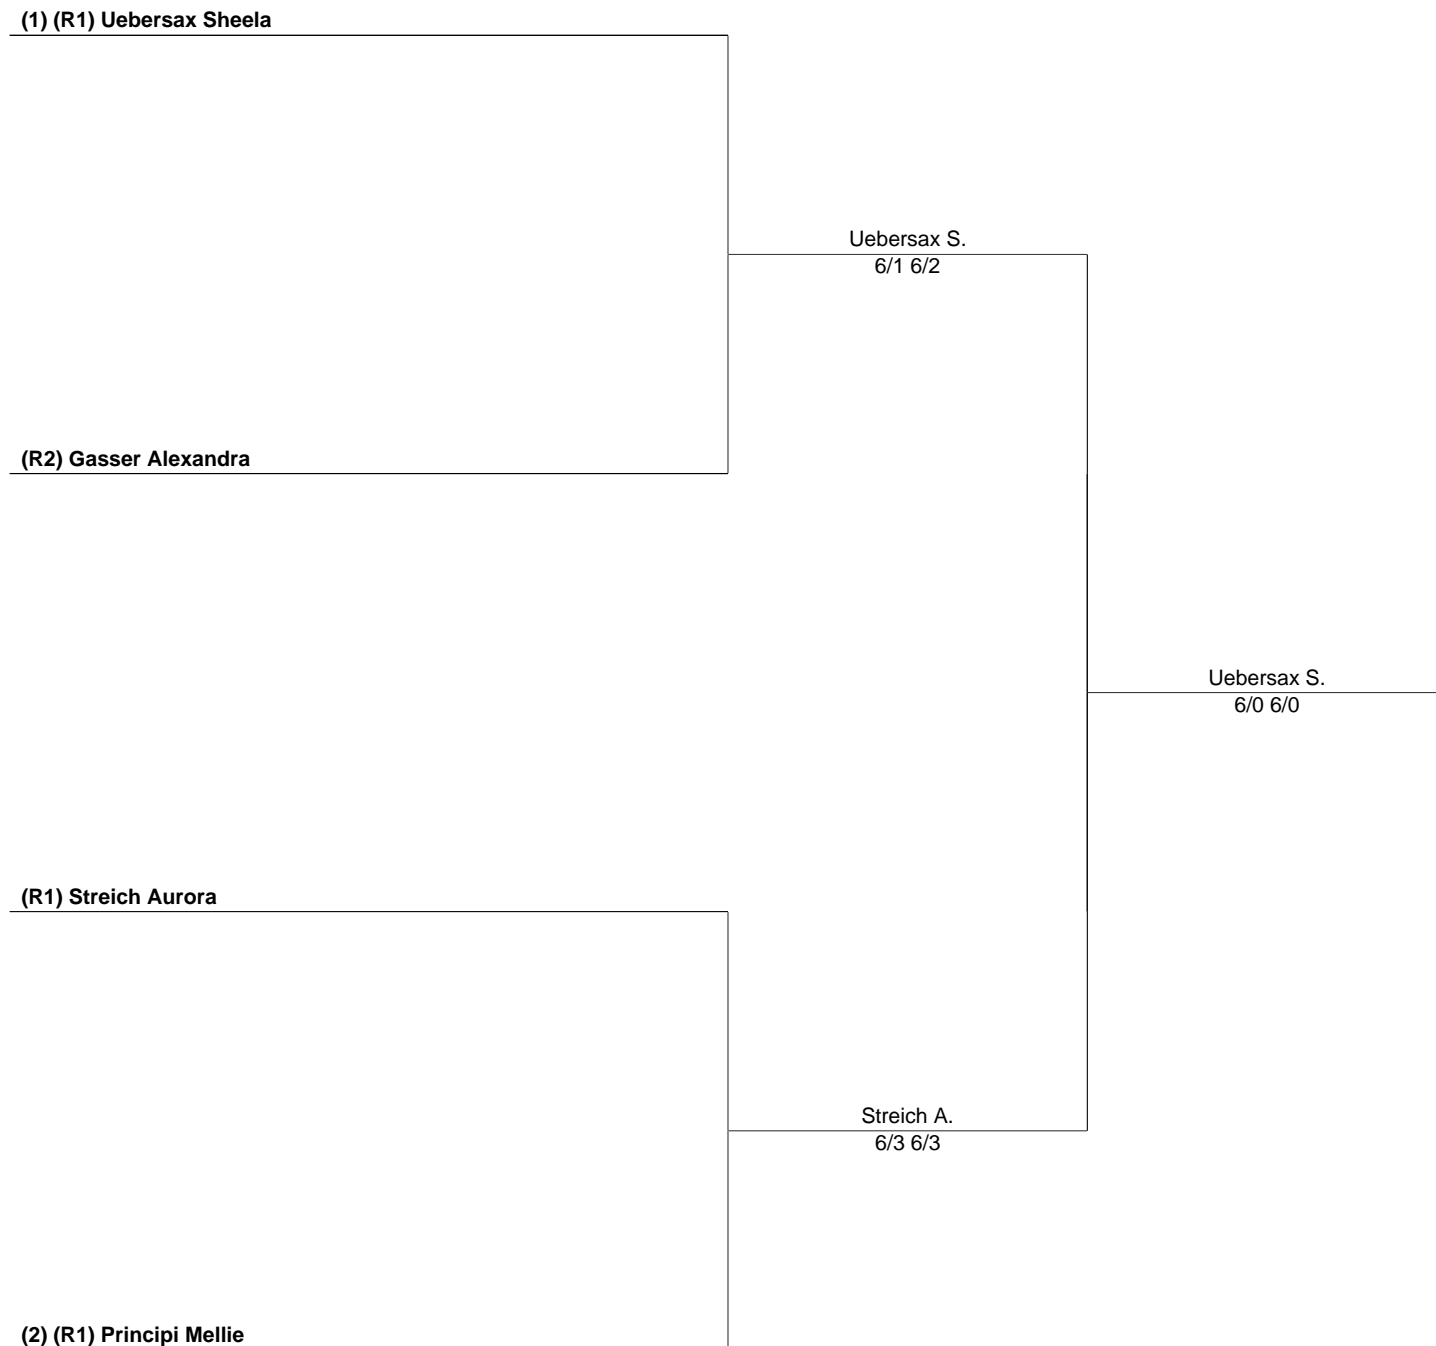 (1) (R1) Uebersax Sheela
Uebersax S.
6/1 6/2
(R2) Gasser Alexandra
Uebersax S.
6/0 6/0
(R1) Streich Aurora
Streich A.
6/3 6/3
(2) (R1) Principi Mellie